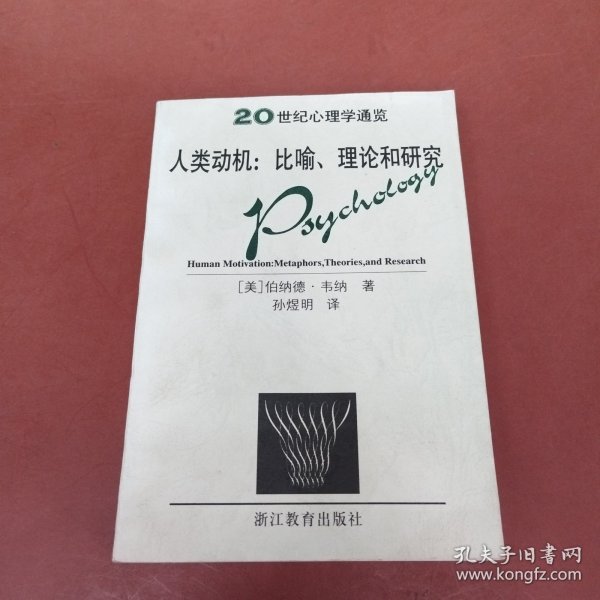 20世纪心理学通览
人类动机：比喻、理论和研究
Psychology
Human Motivation:Metaphors,Theories,and Research
[美]伯纳德·韦纳 著
孙煜明 译
浙江教育出版社
孔夫子旧书网
www.kongfz.com